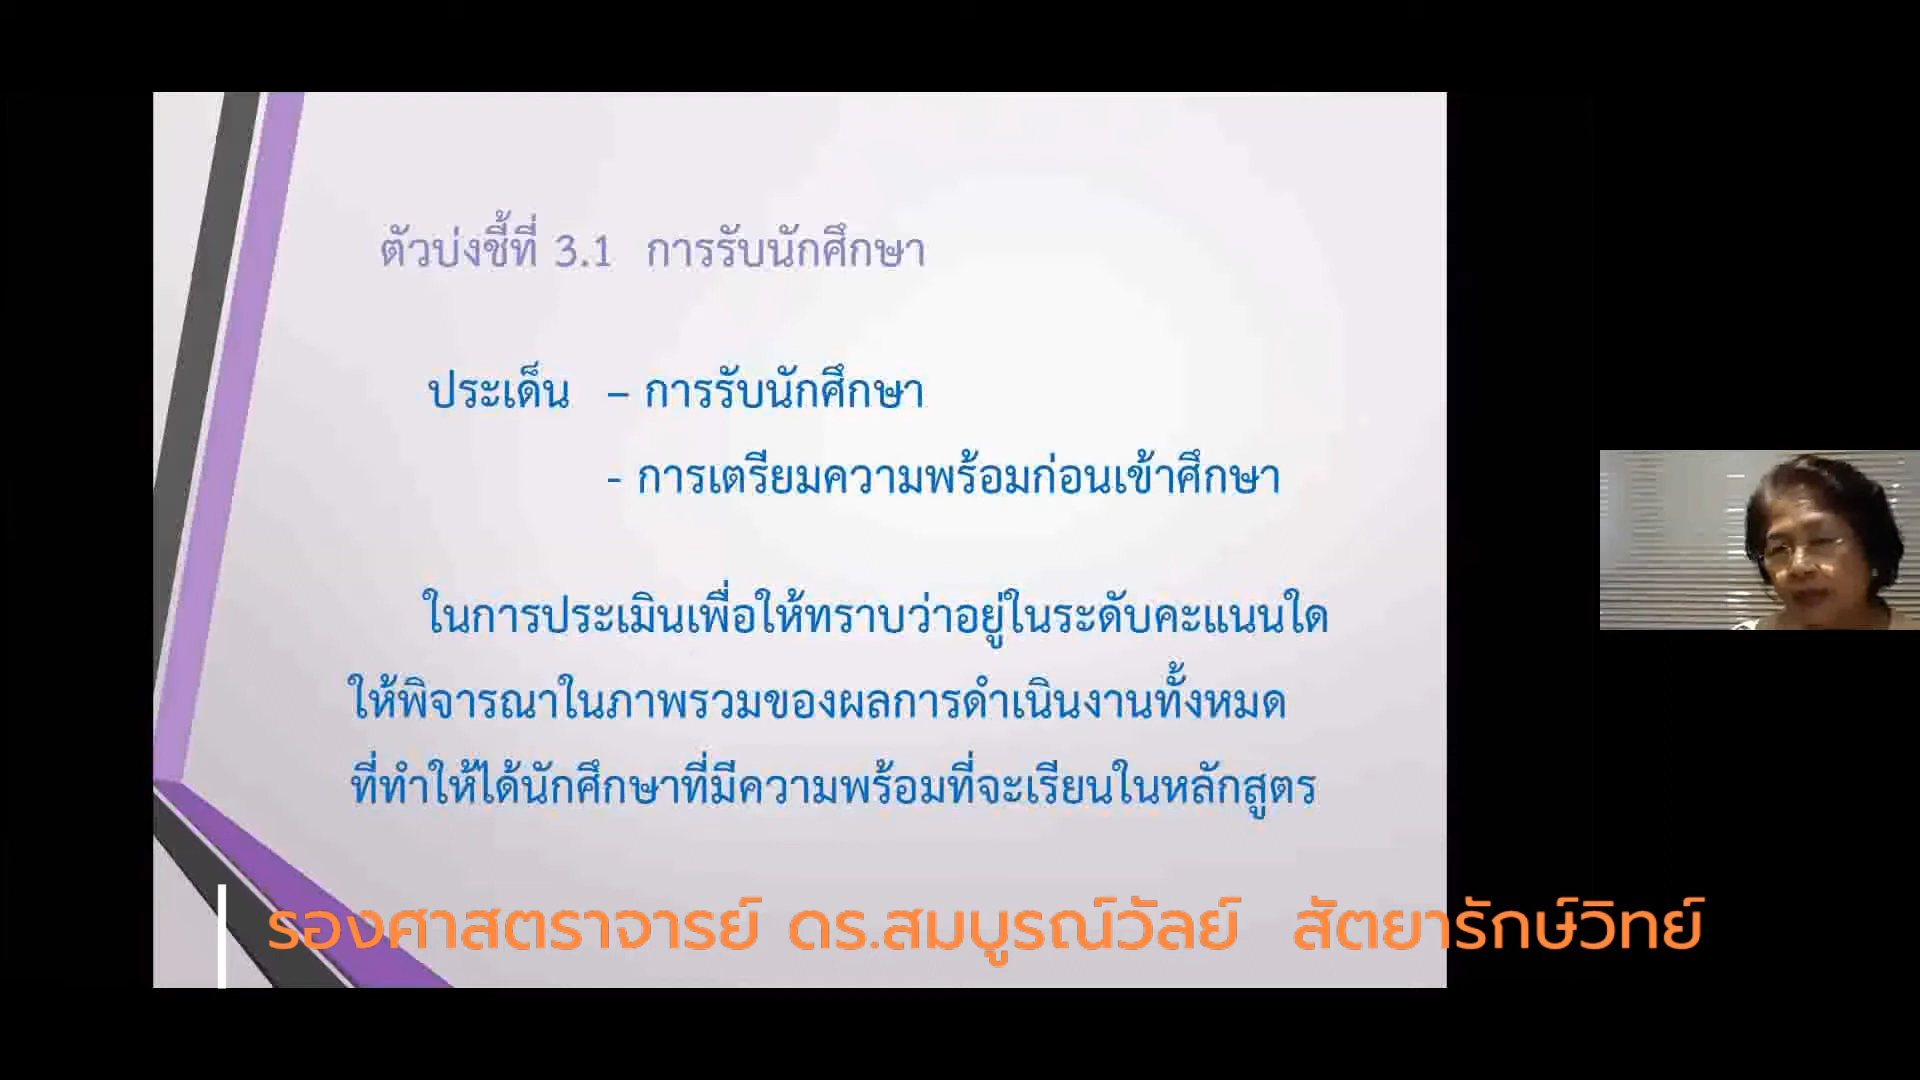 ตัวบ่งชี้ที่ 3.1 การรับนักศึกษา
ประเด็น – การรับนักศึกษา
- การเตรียมความพร้อมก่อนเข้าศึกษา
ในการประเมินเพื่อให้ทราบว่าอยู่ในระดับคะแนนใด
ให้พิจารณาในภาพรวมของผลการดำเนินงานทั้งหมด
ที่ทำให้ได้นักศึกษาที่มีความพร้อมที่จะเรียนในหลักสูตร
รองศาสตราจารย์ ดร.สมบูรณ์วัลย์ สัตยารักษ์วิทย์